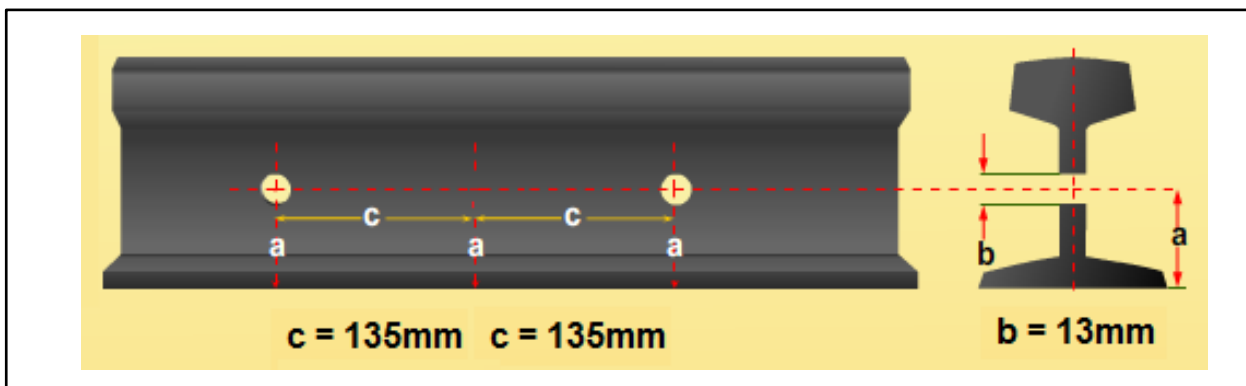 c c
a a a
b a
c = 135mm c = 135mm b = 13mm